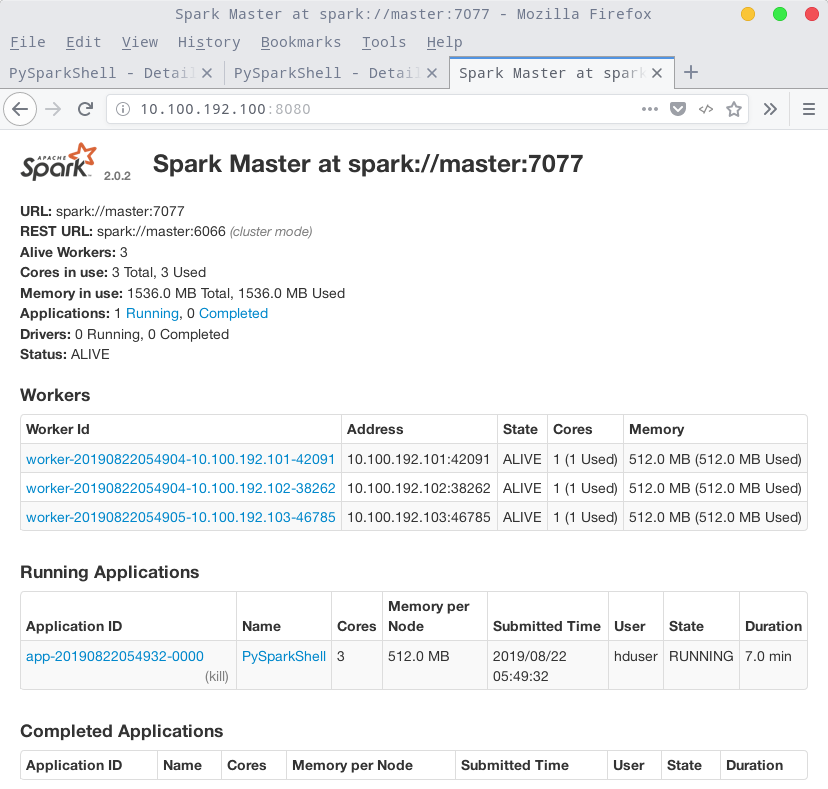 Spark Master at spark://master:7077 - Mozilla Firefox
File Edit View History Bookmarks Tools Help
PySparkShell - Detail PySparkShell - Detail Spark Master at spark
10.100.192.100:8080
APACHE
Spark 2.0.2 Spark Master at spark://master:7077
URL: spark://master:7077
REST URL: spark://master:6066 (cluster mode)
Alive Workers: 3
Cores in use: 3 Total, 3 Used
Memory in use: 1536.0 MB Total, 1536.0 MB Used
Applications: 1 Running, 0 Completed
Drivers: 0 Running, 0 Completed
Status: ALIVE
Workers
Worker Id Address State Cores Memory
worker-20190822054904-10.100.192.101-42091 10.100.192.101:42091 ALIVE 1 (1 Used) 512.0 MB (512.0 MB Used)
worker-20190822054904-10.100.192.102-38262 10.100.192.102:38262 ALIVE 1 (1 Used) 512.0 MB (512.0 MB Used)
worker-20190822054905-10.100.192.103-46785 10.100.192.103:46785 ALIVE 1 (1 Used) 512.0 MB (512.0 MB Used)
Running Applications
Application ID Name Cores Memory per Node Submitted Time User State Duration
app-20190822054932-0000 (kill) PySparkShell 3 512.0 MB 2019/08/22 05:49:32 hduser RUNNING 7.0 min
Completed Applications
Application ID Name Cores Memory per Node Submitted Time User State Duration